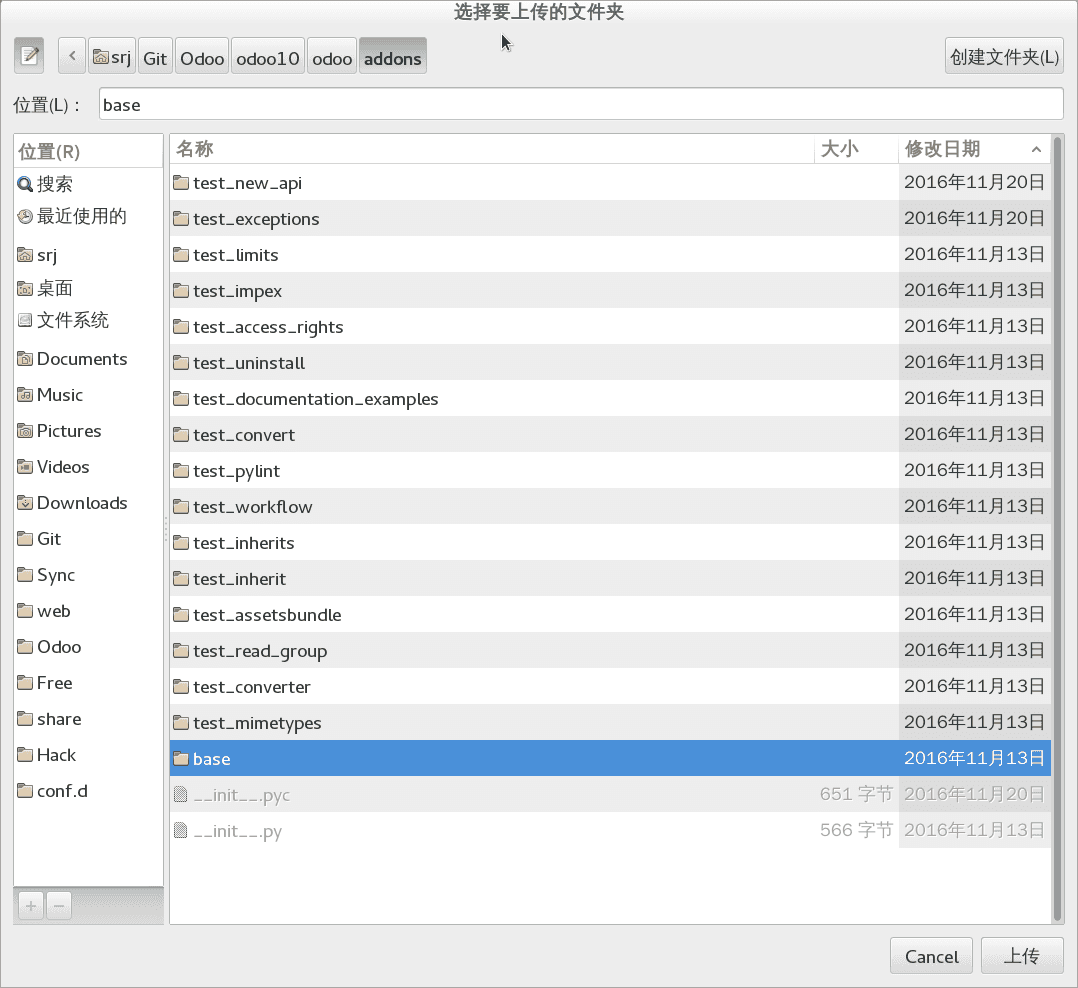 选择要上传的文件夹
srj Git Odoo odoo10 odoo addons 创建文件夹(L)
位置(L)： base
位置(R)
搜索
最近使用的
srj
桌面
文件系统
Documents
Music
Pictures
Videos
Downloads
Git
Sync
web
Odoo
Free
share
Hack
conf.d
名称 大小 修改日期
test_new_api 2016年11月20日
test_exceptions 2016年11月20日
test_limits 2016年11月13日
test_impex 2016年11月13日
test_access_rights 2016年11月13日
test_uninstall 2016年11月13日
test_documentation_examples 2016年11月13日
test_convert 2016年11月13日
test_pylint 2016年11月13日
test_workflow 2016年11月13日
test_inherits 2016年11月13日
test_inherit 2016年11月13日
test_assetsbundle 2016年11月13日
test_read_group 2016年11月13日
test_converter 2016年11月13日
test_mimetypes 2016年11月13日
base 2016年11月13日
__init__.pyc 651 字节 2016年11月20日
__init__.py 566 字节 2016年11月13日
Cancel 上传